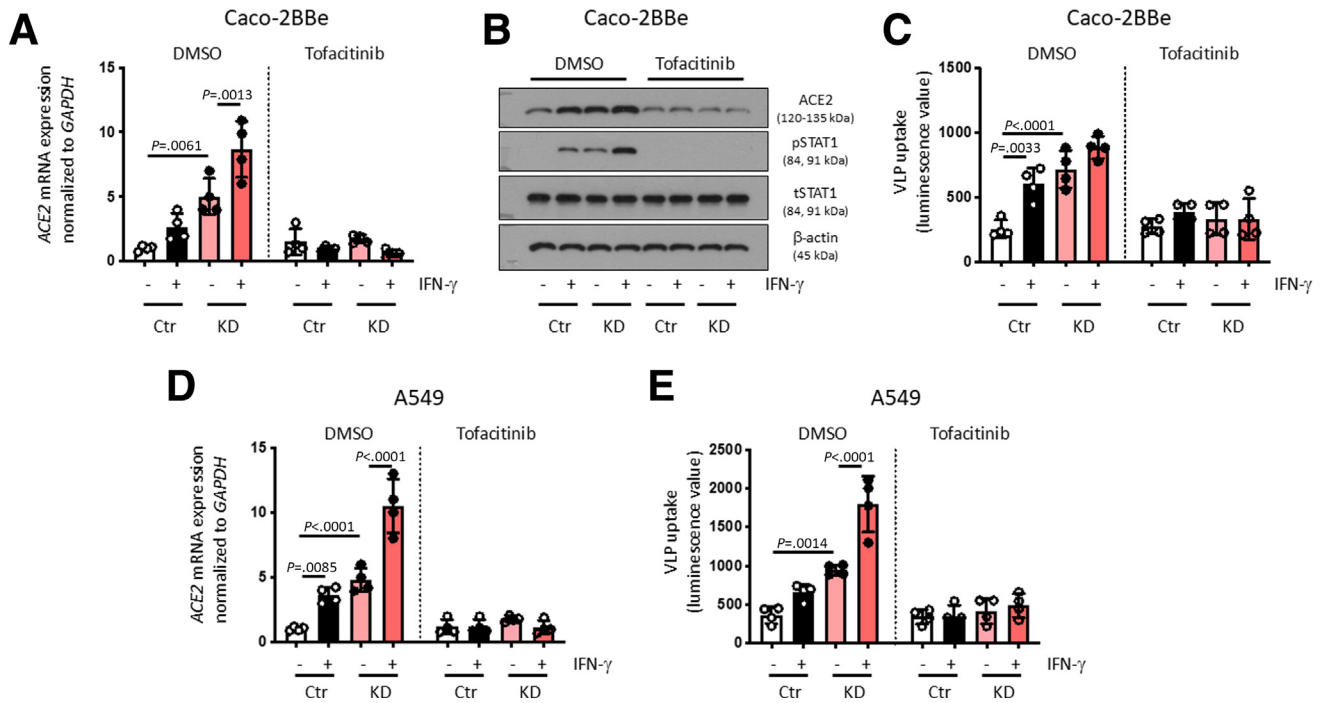 A
Caco-2BBe
DMSO
Tofacitinib
ACE2 mRNA expression
normalized to GAPDH
15
10
5
0
P=.0061
P=.0013
- + - + - + - + IFN-γ
Ctr KD Ctr KD
B
Caco-2BBe
DMSO
Tofacitinib
ACE2
(120-135 kDa)
pSTAT1
(84, 91 kDa)
tSTAT1
(84, 91 kDa)
β-actin
(45 kDa)
- + - + - + - + IFN-γ
Ctr KD Ctr KD
C
Caco-2BBe
DMSO
Tofacitinib
VLP uptake
(luminescence value)
1500
1000
500
0
P<.0001
P=.0033
- + - + - + - + IFN-γ
Ctr KD Ctr KD
D
A549
DMSO
Tofacitinib
ACE2 mRNA expression
normalized to GAPDH
15
10
5
0
P<.0001
P<.0001
P=.0085
- + - + - + - + IFN-γ
Ctr KD Ctr KD
E
A549
DMSO
Tofacitinib
VLP uptake
(luminescence value)
2500
2000
1500
1000
500
0
P<.0001
P=.0014
- + - + - + - + IFN-γ
Ctr KD Ctr KD